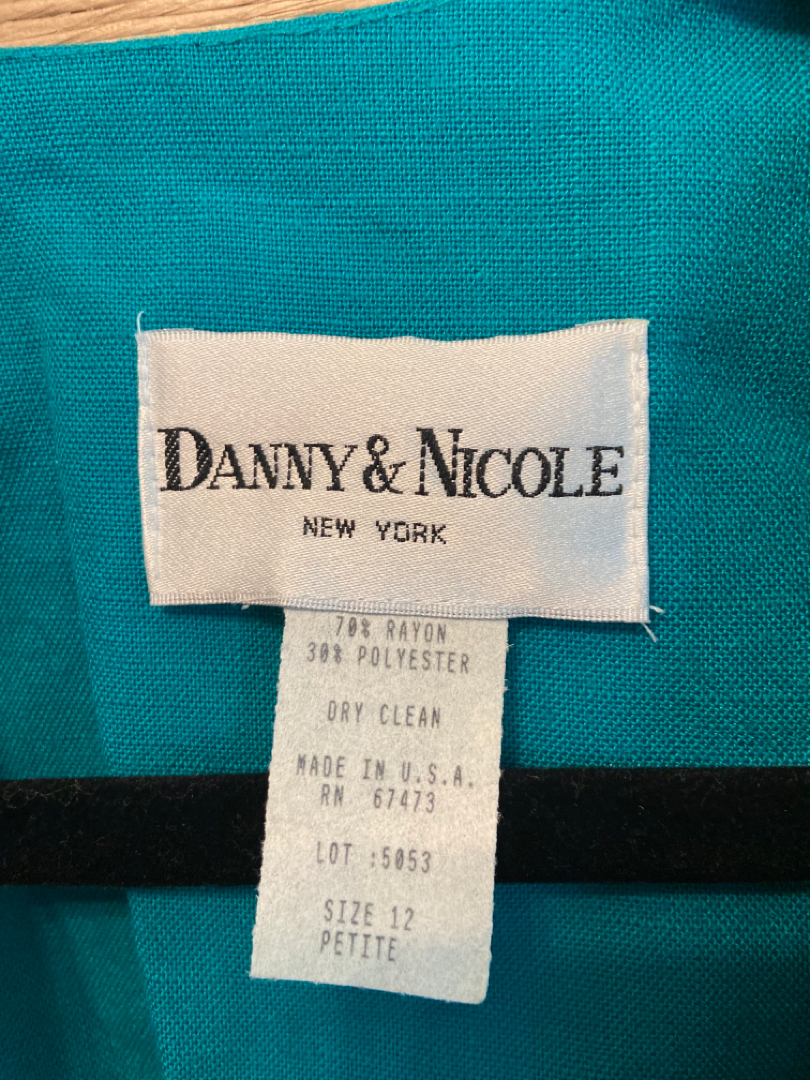 DANNY & NICOLE
NEW YORK
70% RAYON
30% POLYESTER
DRY CLEAN
MADE IN U.S.A.
RN 67473
LOT :5053
SIZE 12
PETITE